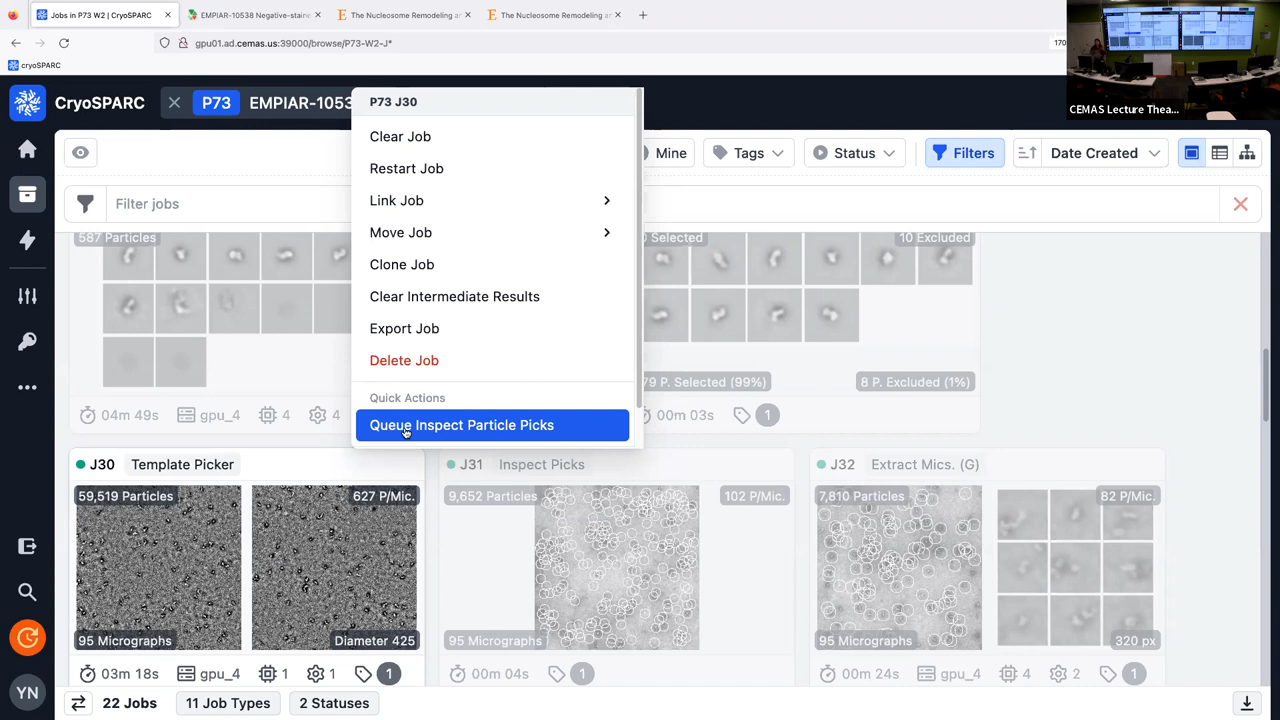 Jobs in P73 W2 | CryoSPARC
EMPIAR-10538 Negative-staine
The Nucleosome Remodeling an
The Nucleosome Remodeling an
gpu01.ad.cemas.us:39000/browse/P73-W2-J*
170
cryoSPARC
CEMAS Lecture Thea...
CryoSPARC
P73
EMPIAR-1053
P73 J30
Clear Job
Restart Job
Link Job
Move Job
Clone Job
Clear Intermediate Results
Export Job
Delete Job
Quick Actions
Queue Inspect Particle Picks
Mine
Tags
Status
Filters
Date Created
Filter jobs
587 Particles
0 Selected
10 Excluded
79 P. Selected (99%)
8 P. Excluded (1%)
04m 49s
gpu_4
4
4
00m 03s
1
J30 Template Picker
59,519 Particles
627 P/Mic.
95 Micrographs
Diameter 425
03m 18s
gpu_4
1
1
1
J31 Inspect Picks
9,652 Particles
102 P/Mic.
95 Micrographs
00m 04s
1
J32 Extract Mics. (G)
7,810 Particles
82 P/Mic.
95 Micrographs
320 px
00m 24s
gpu_4
4
2
1
YN
22 Jobs
11 Job Types
2 Statuses